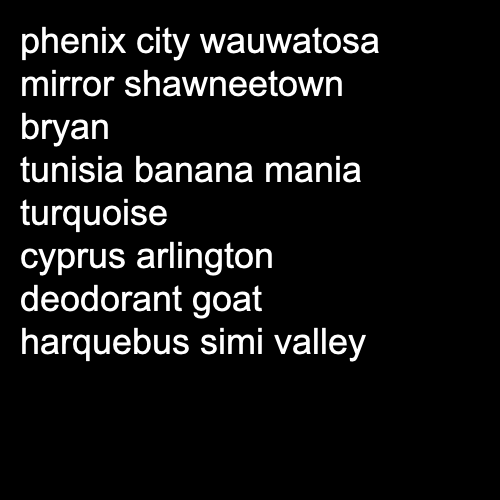 phenix city wauwatosa
mirror shawneetown
bryan
tunisia banana mania
turquoise
cyprus arlington
deodorant goat
harquebus simi valley